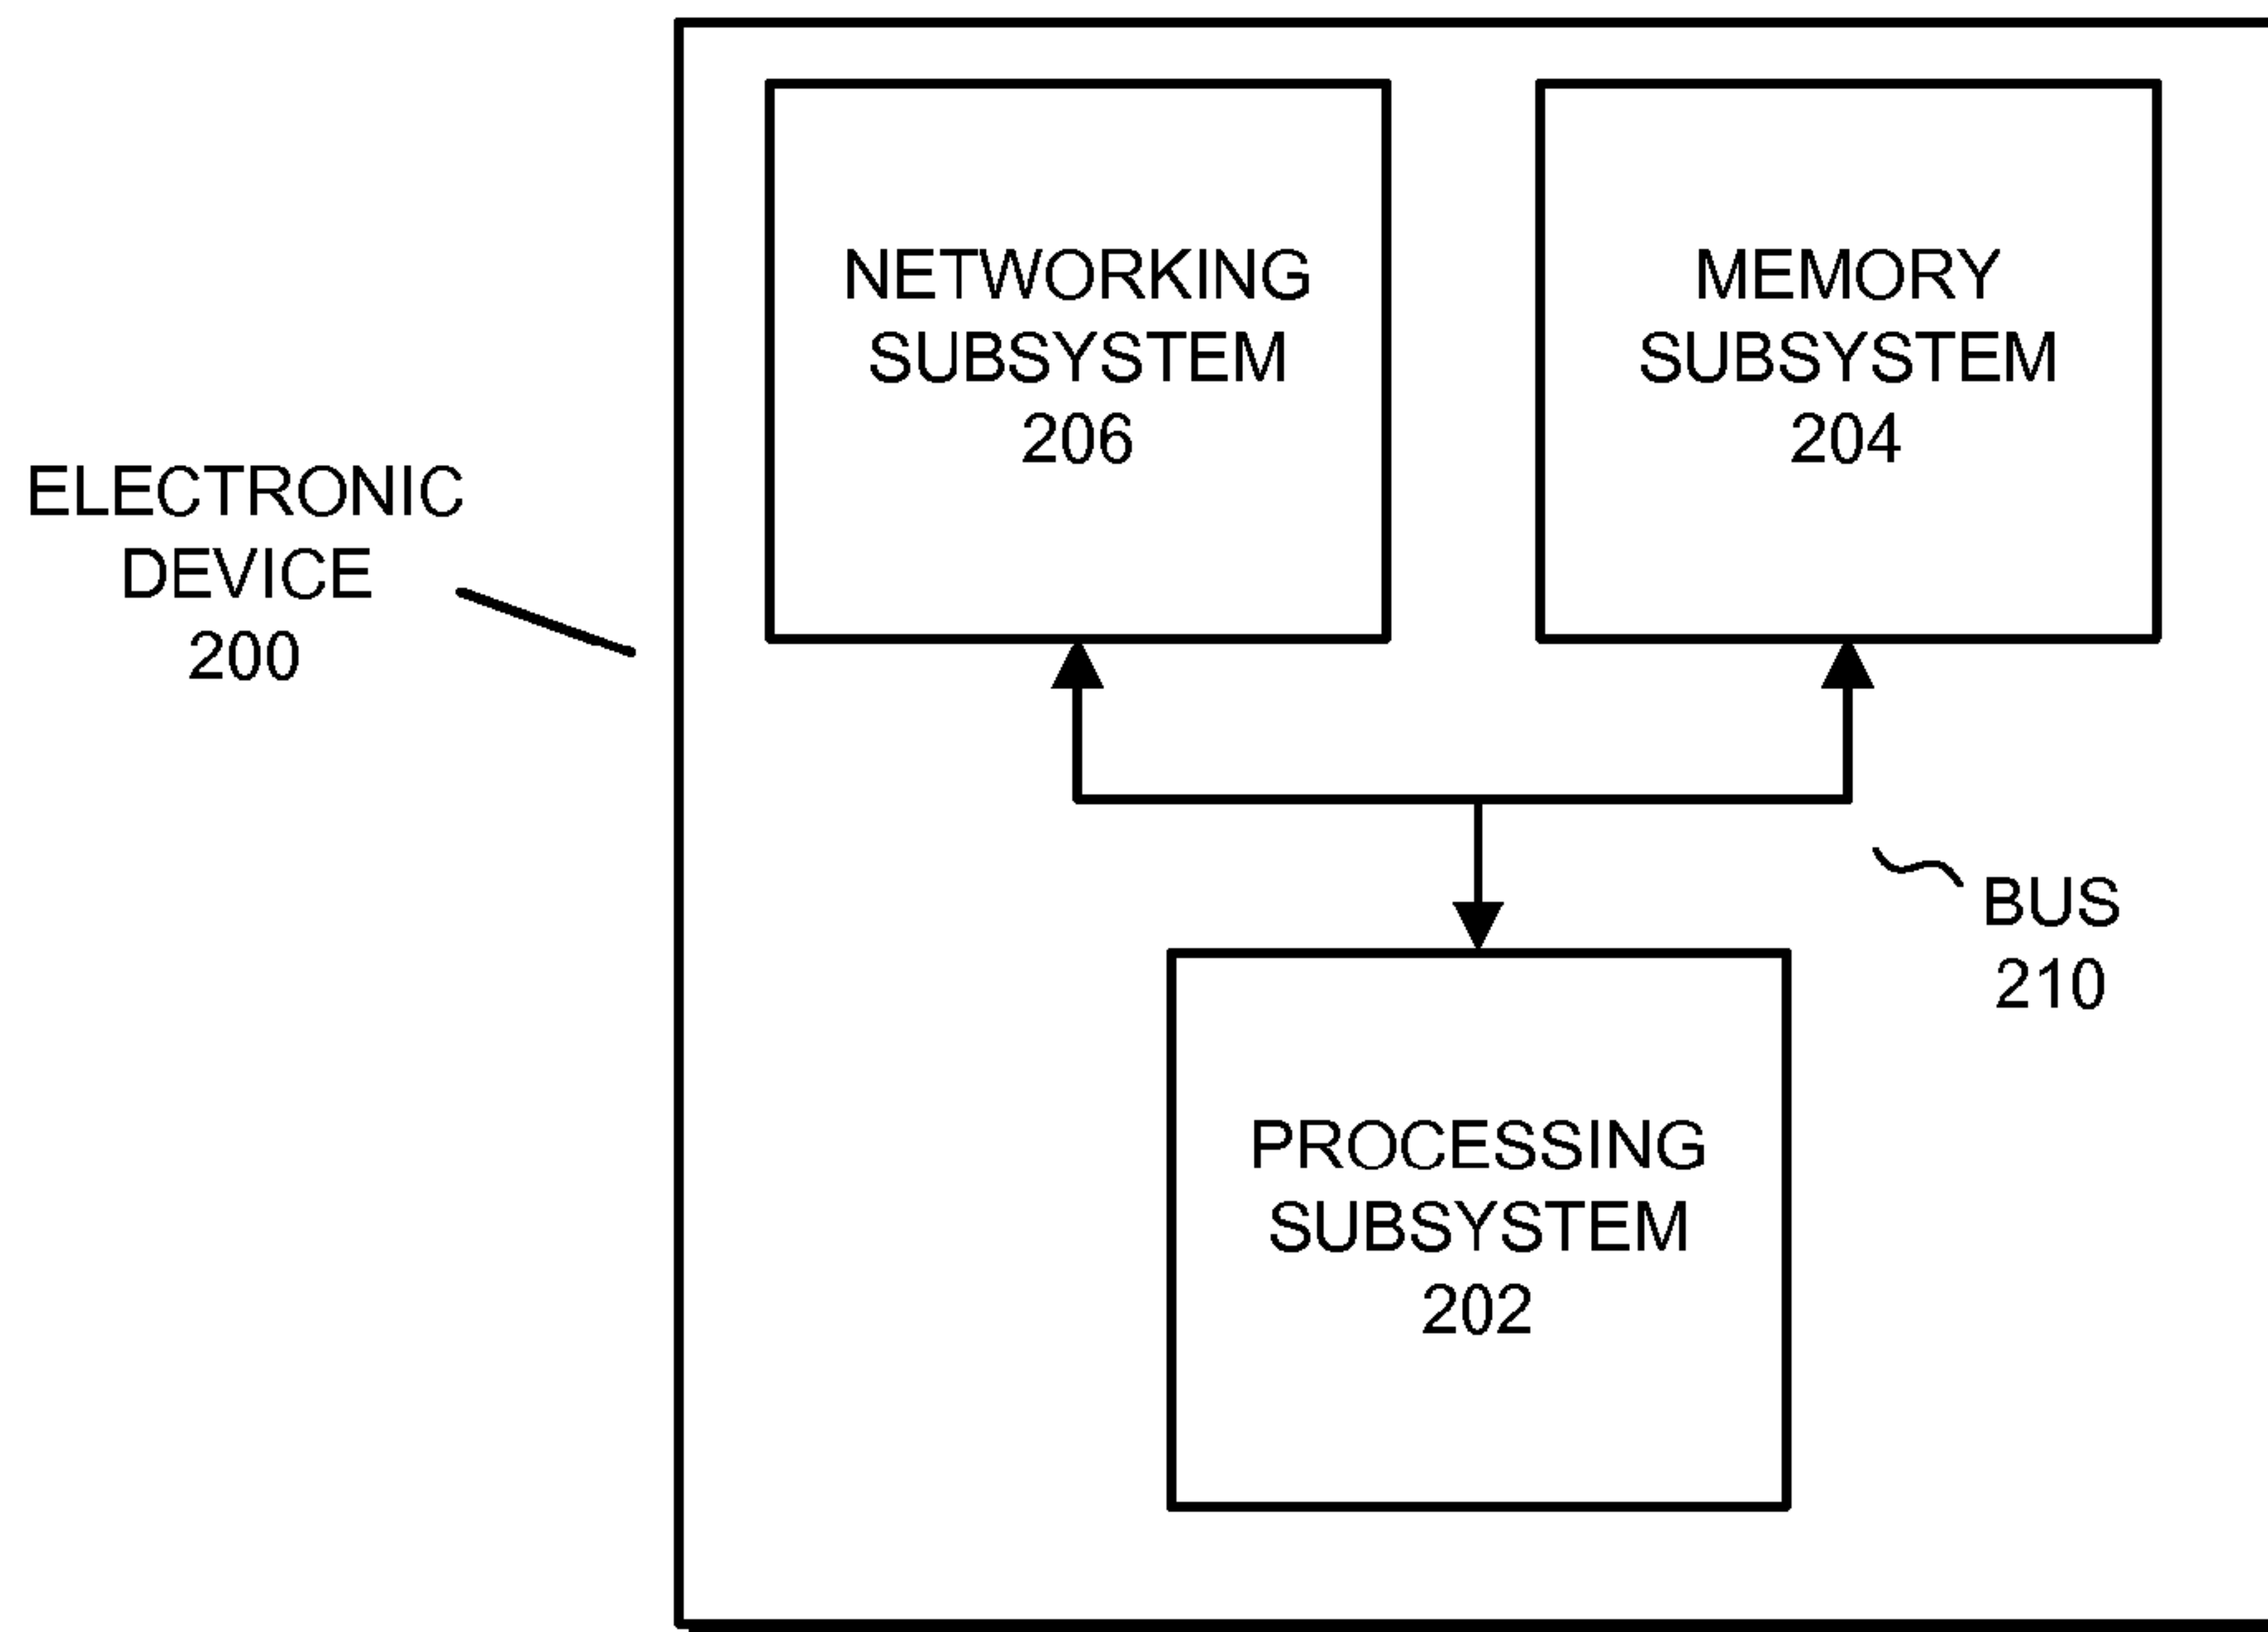 NETWORKING
SUBSYSTEM
206
MEMORY
SUBSYSTEM
204
ELECTRONIC
DEVICE
200
BUS
210
PROCESSING
SUBSYSTEM
202